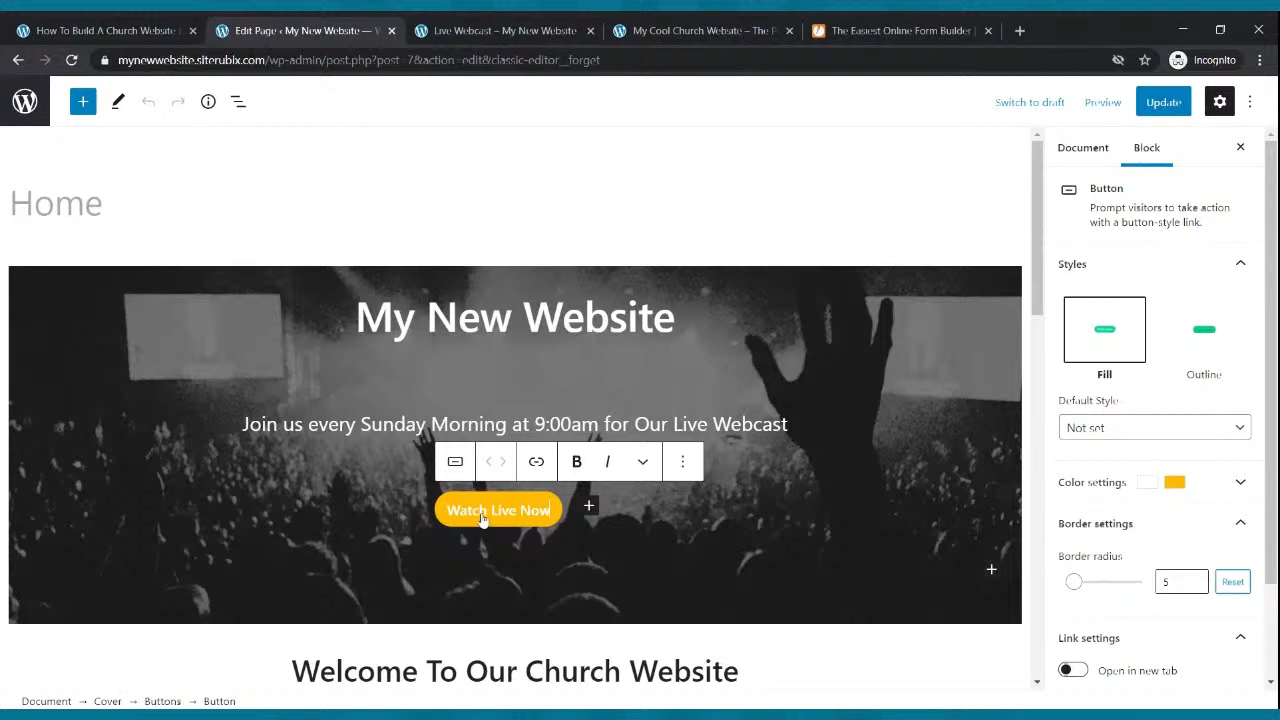 How To Build A Church Website
Edit Page ‹ My New Website —
Live Webcast – My New Website
My Cool Church Website – The
The Easiest Online Form Builder |
mynewwebsite.siterubix.com/wp-admin/post.php?post=7&action=edit&classic-editor__forget
Incognito
Switch to draft
Preview
Update
Document
Block
Button
Prompt visitors to take action
with a button-style link.
Styles
Fill
Outline
Default Style
Not set
Color settings
Border settings
Border radius
5
Reset
Link settings
Open in new tab
Home
My New Website
Join us every Sunday Morning at 9:00am for Our Live Webcast
B I
Watch Live Now
Welcome To Our Church Website
Document → Cover → Buttons → Button